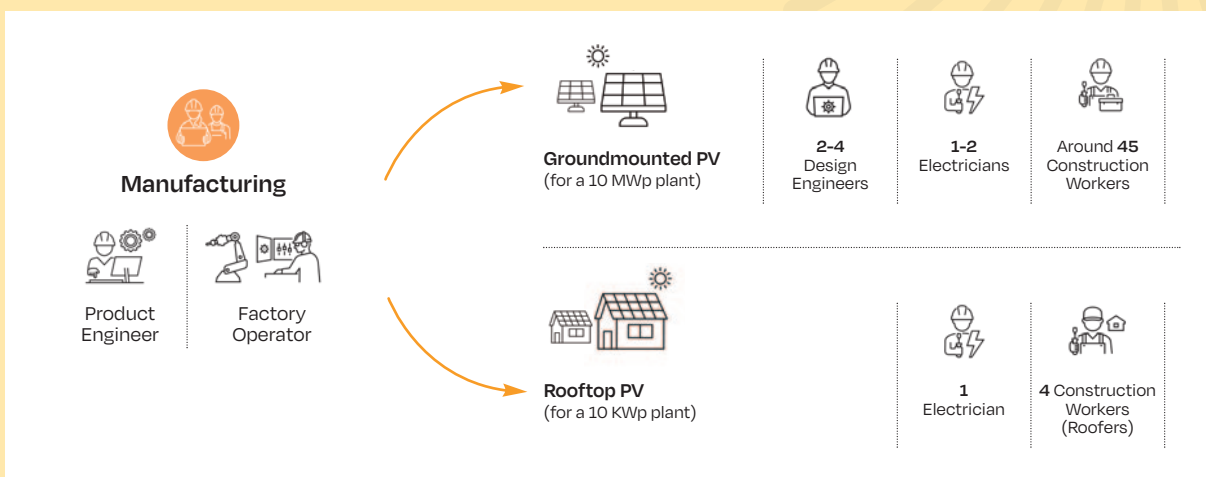 Manufacturing
Product
Engineer
Factory
Operator
Groundmounted PV
(for a 10 MWp plant)
2-4
Design
Engineers
1-2
Electricians
Around 45
Construction
Workers
Rooftop PV
(for a 10 KWp plant)
1
Electrician
4 Construction
Workers
(Roofers)